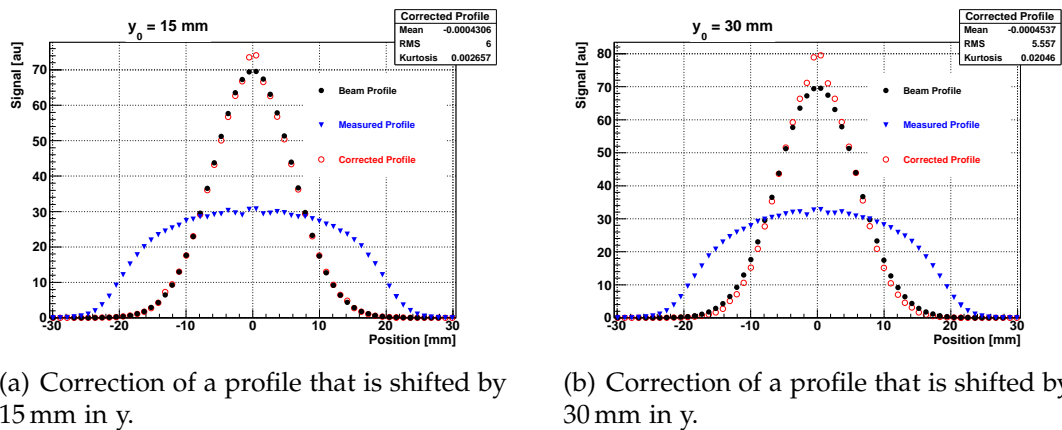 y0 = 15 mm
Corrected Profile
Mean -0.0004306
RMS 6
Kurtosis 0.002657
Signal [au]
70
60
50
40
30
20
10
0
Beam Profile
Measured Profile
Corrected Profile
-30 -20 -10 0 10 20 30
Position [mm]
(a) Correction of a profile that is shifted by
15 mm in y.
y0 = 30 mm
Corrected Profile
Mean -0.0004537
RMS 5.557
Kurtosis 0.02046
Signal [au]
80
70
60
50
40
30
20
10
0
Beam Profile
Measured Profile
Corrected Profile
-30 -20 -10 0 10 20 30
Position [mm]
(b) Correction of a profile that is shifted by
30 mm in y.